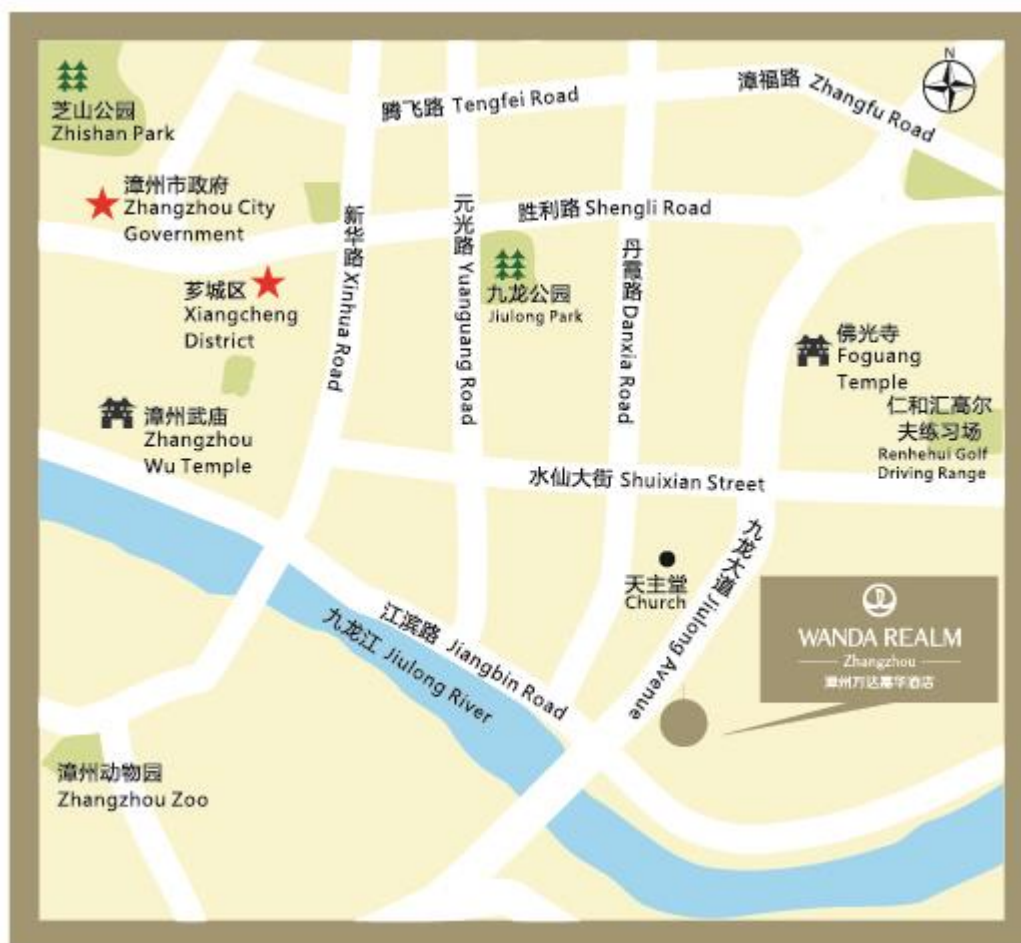 N
芝山公园
Zhishan Park
腾飞路 Tengfei Road
漳福路 Zhangfu Road
漳州市政府
Zhangzhou City
Government
新华路 Xinhua Road
元光路 Yuanguang Road
胜利路 Shengli Road
丹霞路 Danxia Road
芗城区
Xiangcheng
District
九龙公园
Jiulong Park
佛光寺
Foguang
Temple
仁和汇高尔
夫练习场
Renhehui Golf
Driving Range
漳州武庙
Zhangzhou
Wu Temple
水仙大街 Shuixian Street
九龙大道 Jiulong Avenue
天主堂
Church
江滨路 Jiangbin Road
九龙江 Jiulong River
WANDA REALM
Zhangzhou
漳州万达嘉华酒店
漳州动物园
Zhangzhou Zoo